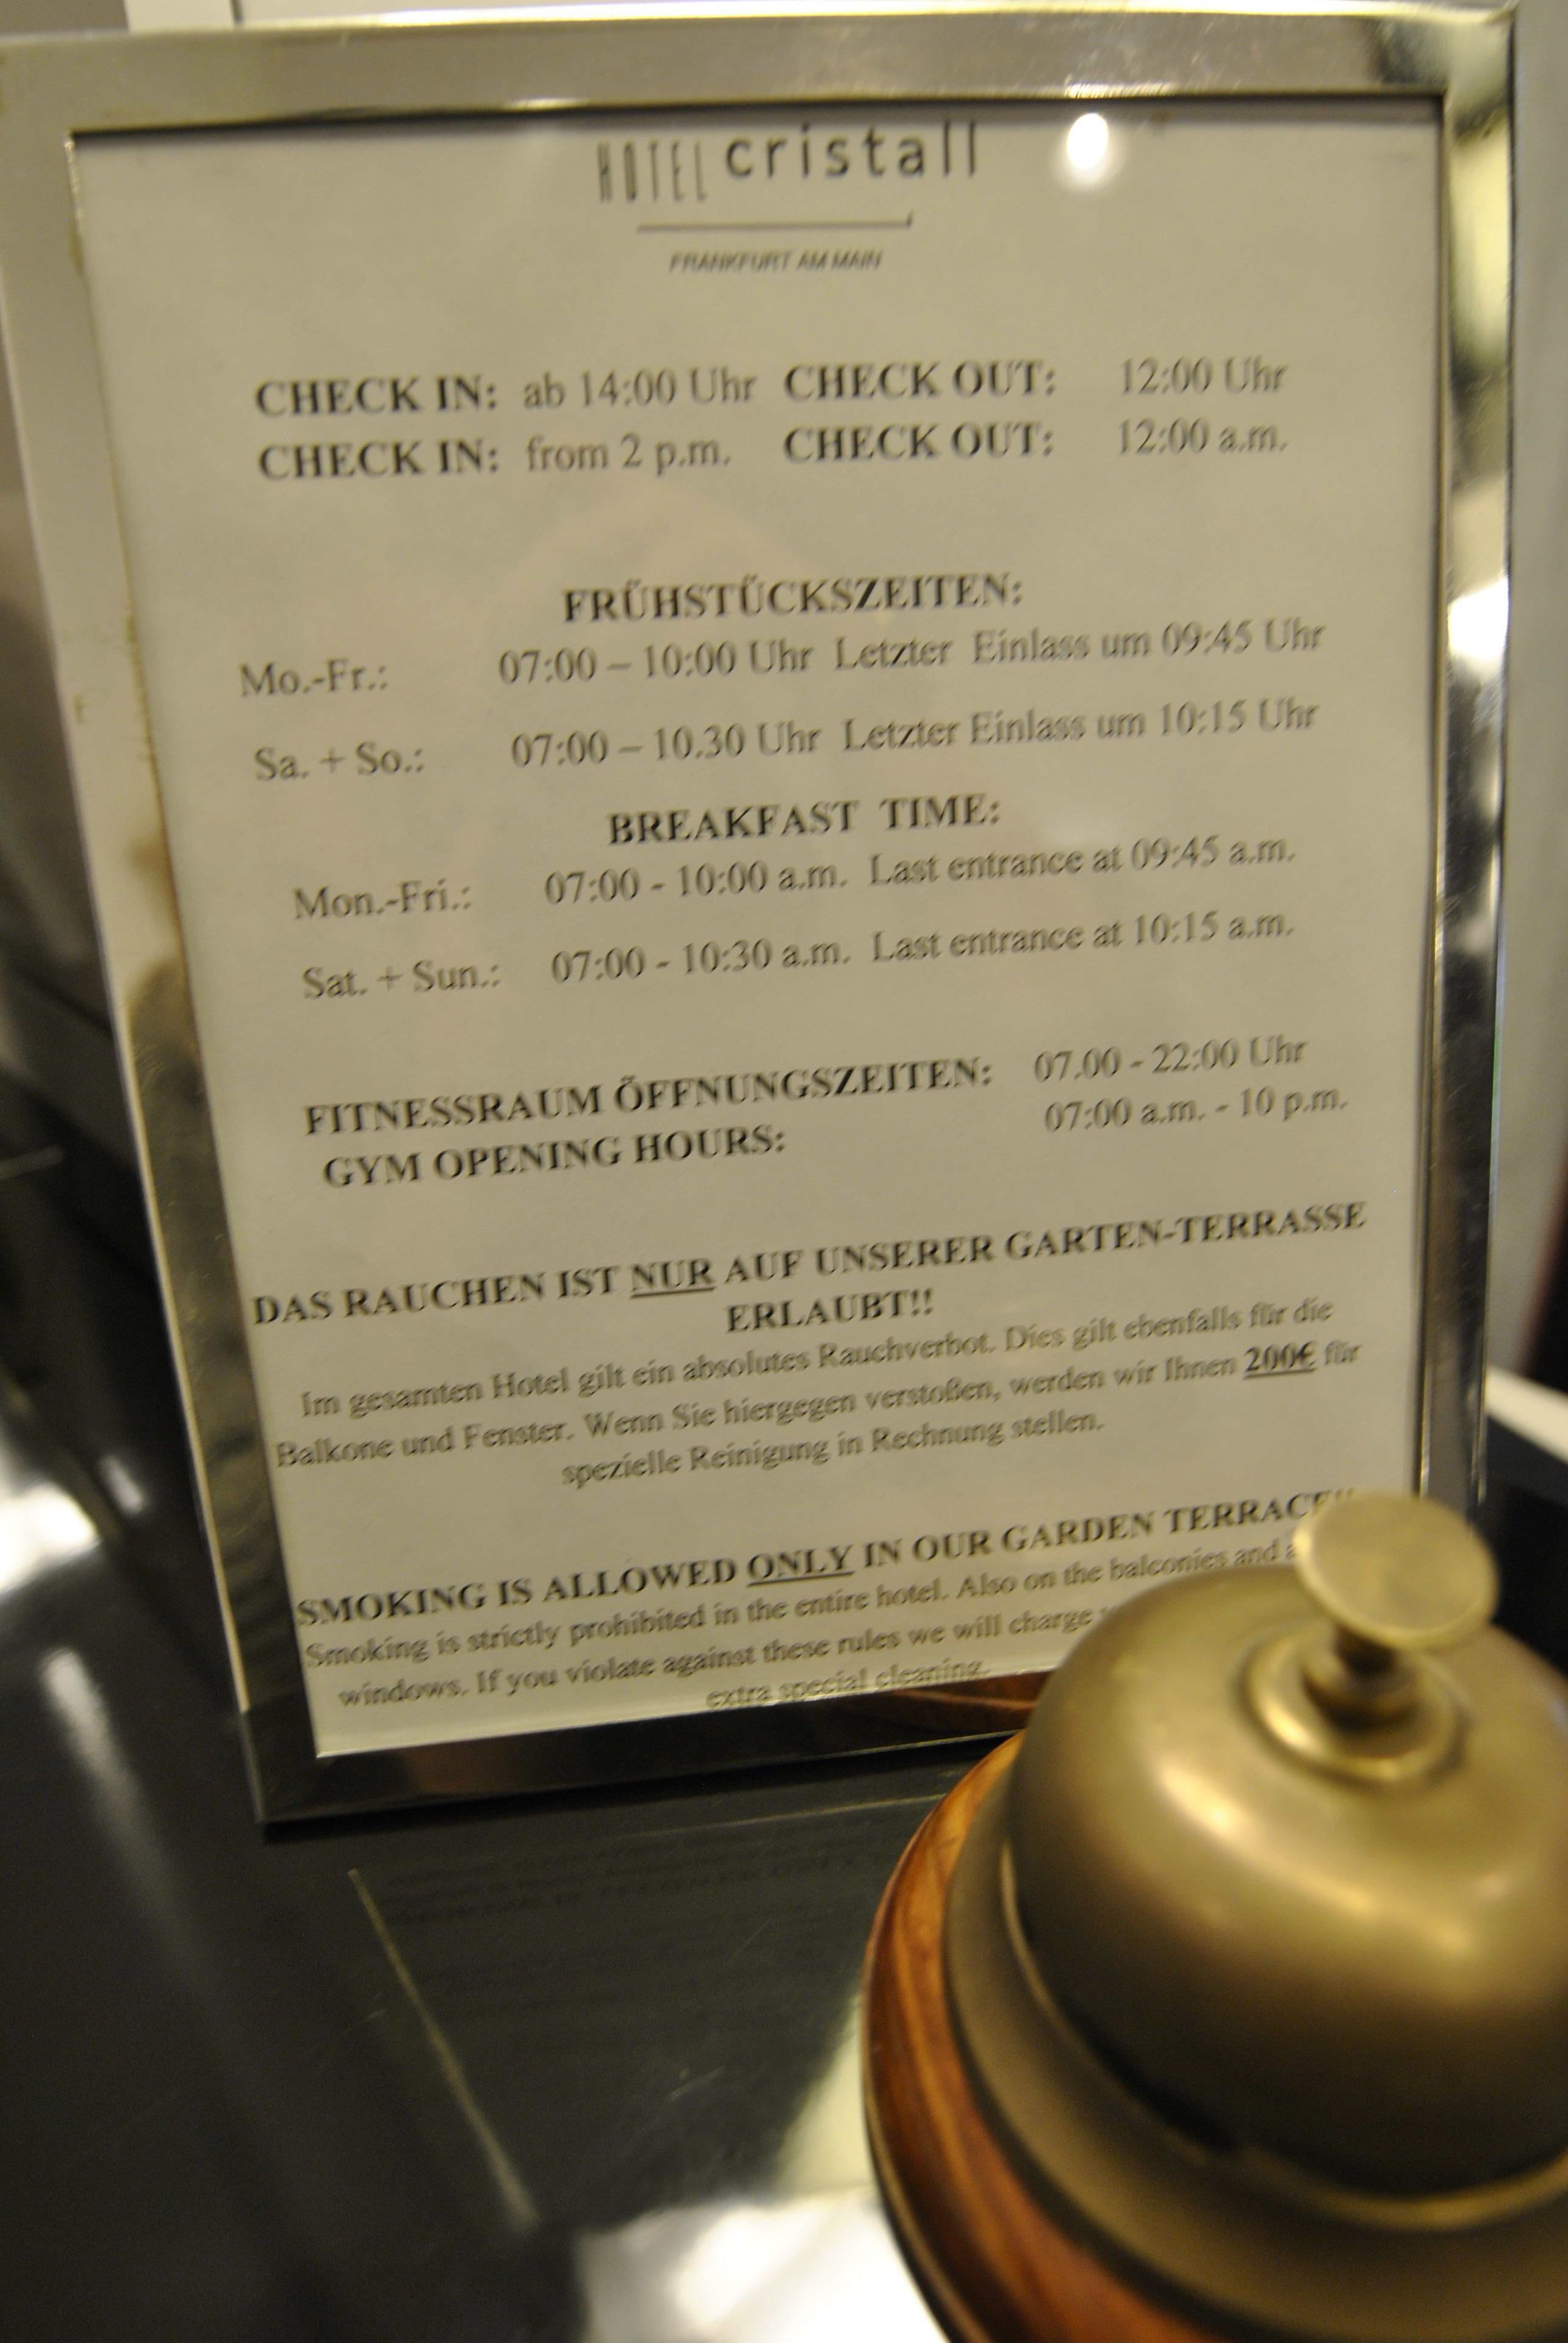 HOTEL cristall
FRANKFURT AM MAIN
CHECK IN: ab 14:00 Uhr CHECK OUT: 12:00 Uhr
CHECK IN: from 2 p.m. CHECK OUT: 12:00 a.m.
FRÜHSTÜCKSZEITEN:
Mo.-Fr.: 07:00 – 10:00 Uhr Letzter Einlass um 09:45 Uhr
Sa. + So.: 07:00 – 10.30 Uhr Letzter Einlass um 10:15 Uhr
BREAKFAST TIME:
Mon.-Fri.: 07:00 - 10:00 a.m. Last entrance at 09:45 a.m.
Sat. + Sun.: 07:00 - 10:30 a.m. Last entrance at 10:15 a.m.
FITNESSRAUM ÖFFNUNGSZEITEN: 07.00 - 22:00 Uhr
GYM OPENING HOURS: 07:00 a.m. - 10 p.m.
DAS RAUCHEN IST NUR AUF UNSERER GARTEN-TERRASSE
ERLAUBT!!
Im gesamten Hotel gilt ein absolutes Rauchverbot. Dies gilt ebenfalls für die
Balkone und Fenster. Wenn Sie hiergegen verstoßen, werden wir Ihnen 200€ für
spezielle Reinigung in Rechnung stellen.
SMOKING IS ALLOWED ONLY IN OUR GARDEN TERRACE!!
Smoking is strictly prohibited in the entire hotel. Also on the balconies and
windows. If you violate against these rules we will charge
extra special cleaning.